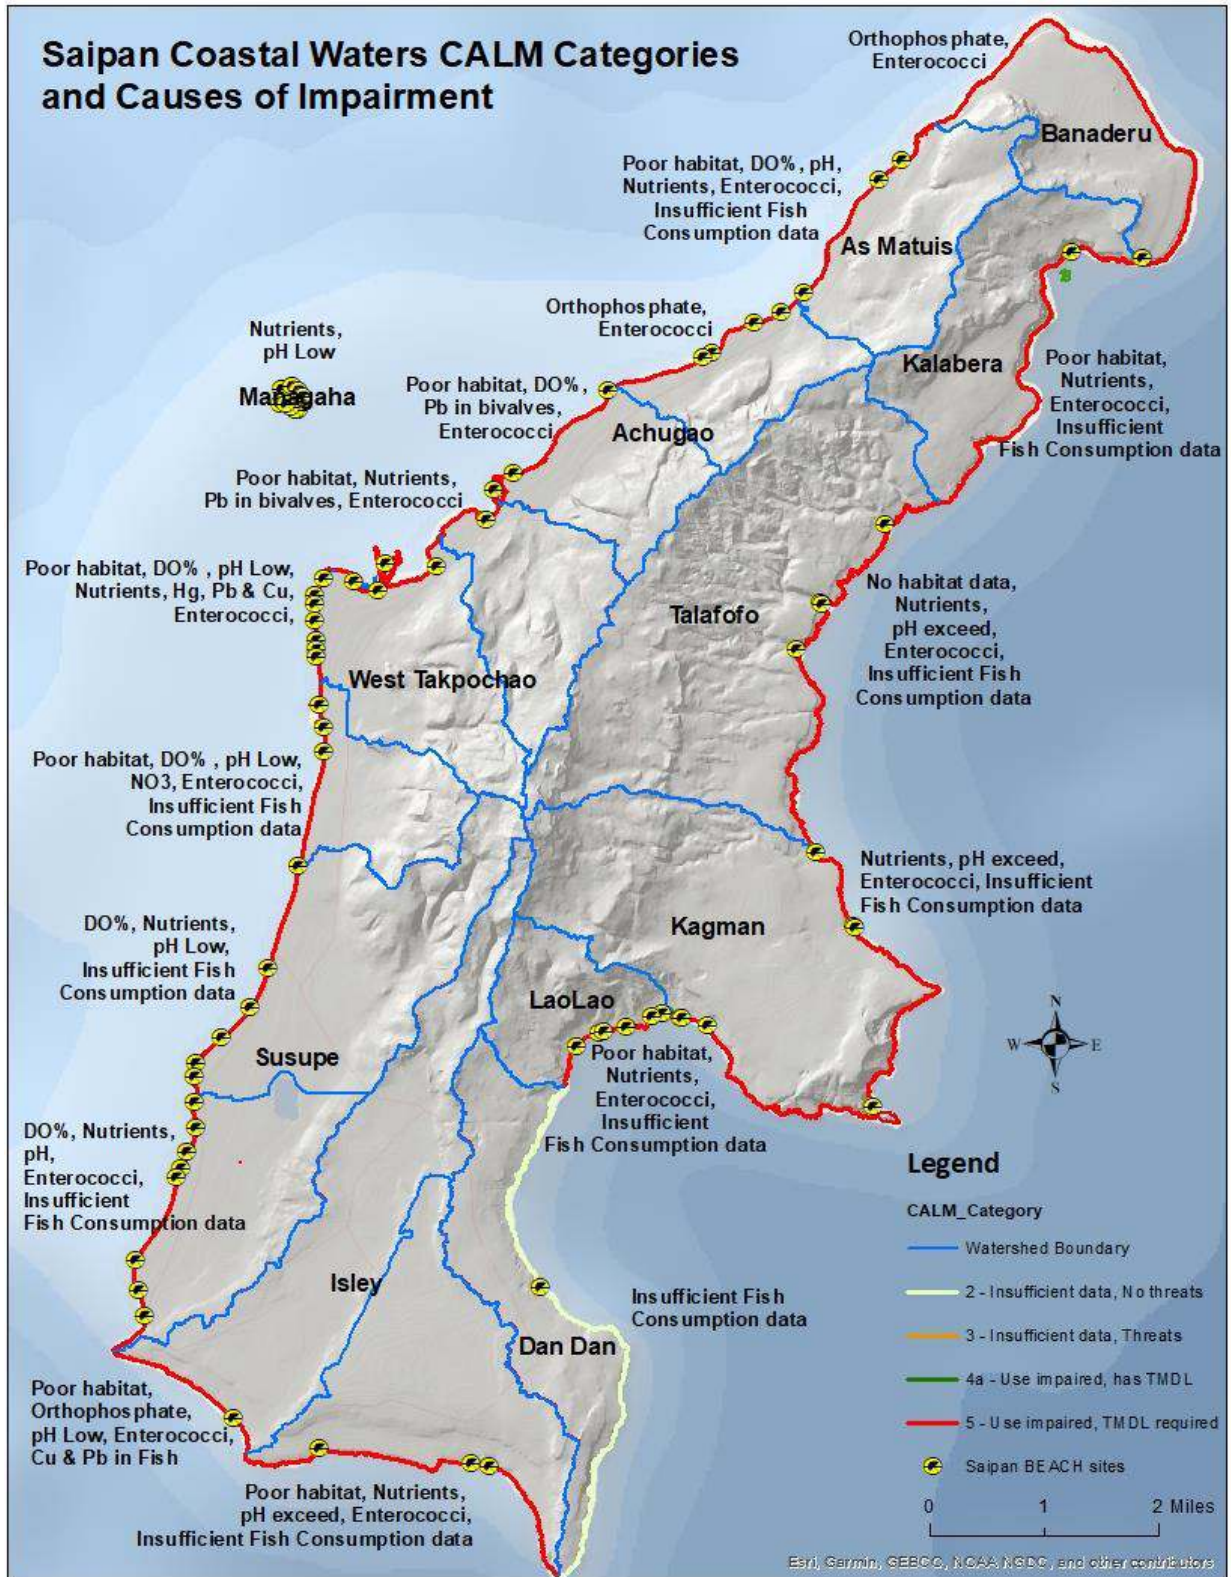 Saipan Coastal Waters CALM Categories
and Causes of Impairment
Orthophosphate,
Enterococci
Banaderu
Poor habitat, DO%, pH,
Nutrients, Enterococci,
Insufficient Fish
Consumption data
As Matuis
Orthophosphate,
Enterococci
Nutrients,
pH Low
Mañagaha
Kalabera
Poor habitat,
Nutrients,
Enterococci,
Insufficient
Fish Consumption data
Poor habitat, DO%,
Pb in bivalves,
Enterococci
Achugao
Poor habitat, Nutrients,
Pb in bivalves, Enterococci
Poor habitat, DO% , pH Low,
Nutrients, Hg, Pb & Cu,
Enterococci,
No habitat data,
Nutrients,
pH exceed,
Enterococci,
Insufficient Fish
Consumption data
Talafofo
West Takpochao
Poor habitat, DO% , pH Low,
NO3, Enterococci,
Insufficient Fish
Consumption data
Nutrients, pH exceed,
Enterococci, Insufficient
Fish Consumption data
Kagman
DO%, Nutrients,
pH Low,
Insufficient Fish
Consumption data
LaoLao
Poor habitat,
Nutrients,
Enterococci,
Insufficient
Fish Consumption data
Susupe
N
W E
S
DO%, Nutrients,
pH,
Enterococci,
Insufficient
Fish Consumption data
Isley
Insufficient Fish
Consumption data
Dan Dan
Poor habitat,
Orthophosphate,
pH Low, Enterococci,
Cu & Pb in Fish
Poor habitat, Nutrients,
pH exceed, Enterococci,
Insufficient Fish Consumption data
Legend
CALM_Category
Watershed Boundary
2 - Insufficient data, No threats
3 - Insufficient data, Threats
4a - Use impaired, has TMDL
5 - Use impaired, TMDL required
Saipan BEACH sites
0 1 2 Miles
Esri, Garmin, GEBCO, NOAA NGDC, and other contributors